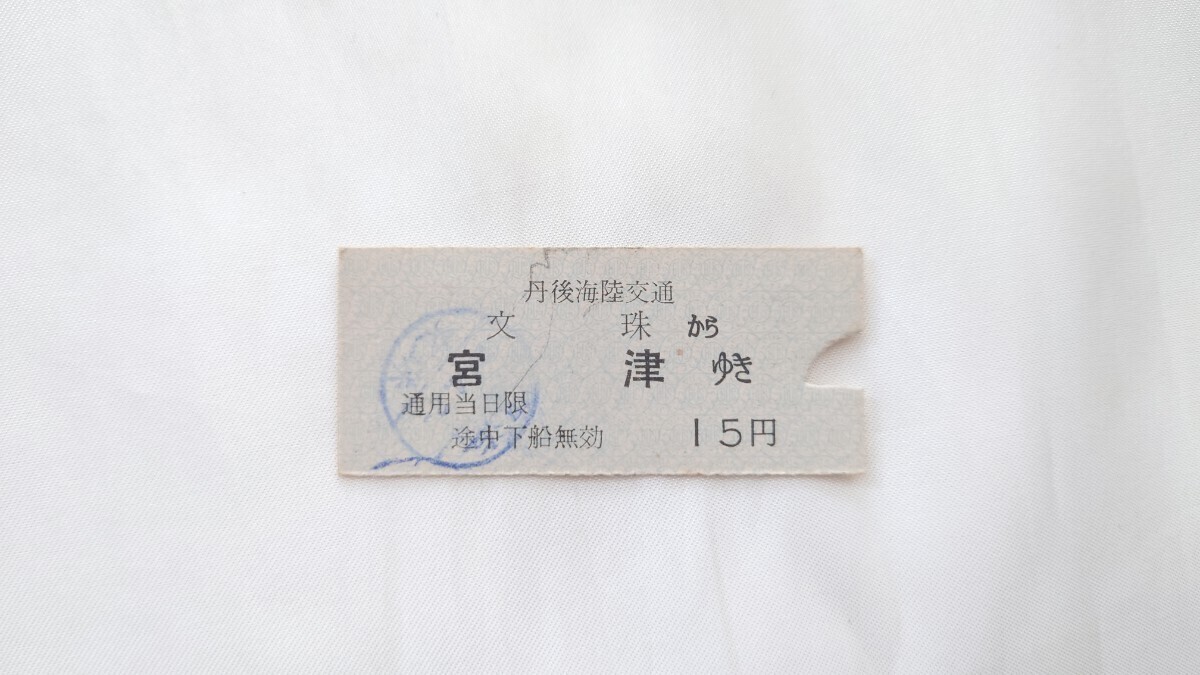 丹後海陸交通
文珠から
宮津ゆき
通用当日限
途中下船無効 15円